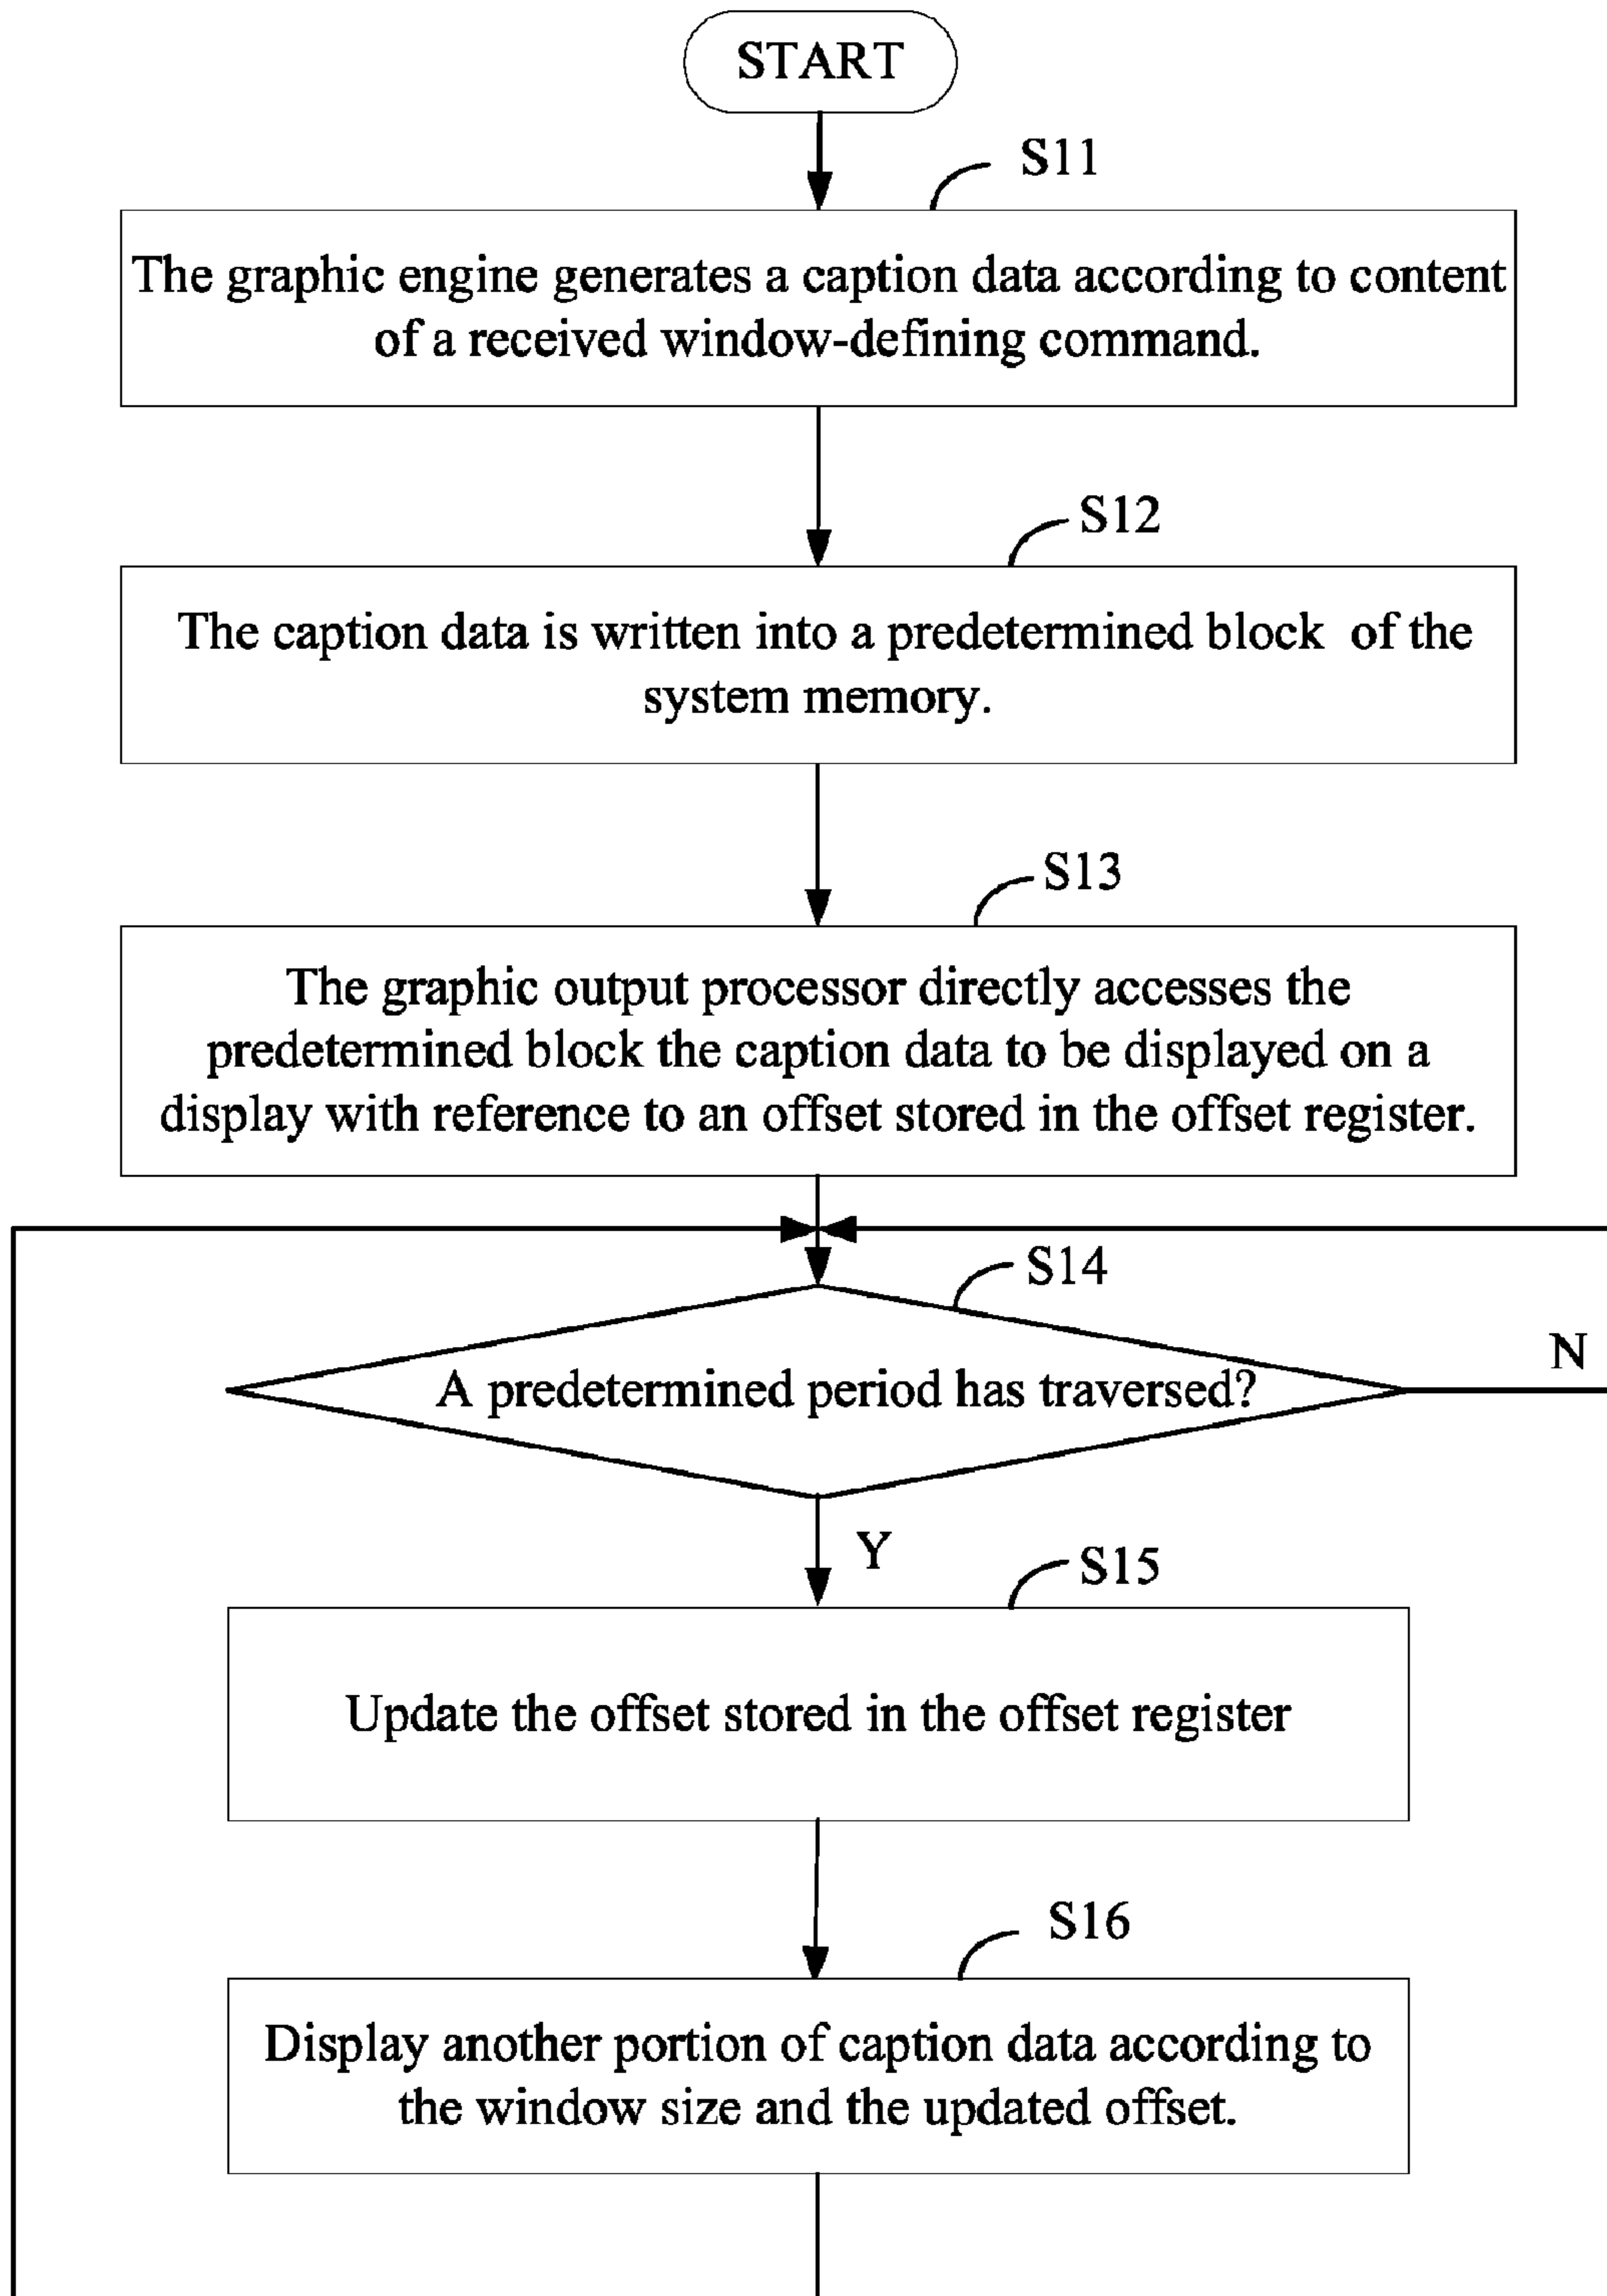 START
S11
The graphic engine generates a caption data according to content
of a received window-defining command.
S12
The caption data is written into a predetermined block of the
system memory.
S13
The graphic output processor directly accesses the
predetermined block the caption data to be displayed on a
display with reference to an offset stored in the offset register.
S14
A predetermined period has traversed?
N
Y
S15
Update the offset stored in the offset register
S16
Display another portion of caption data according to
the window size and the updated offset.